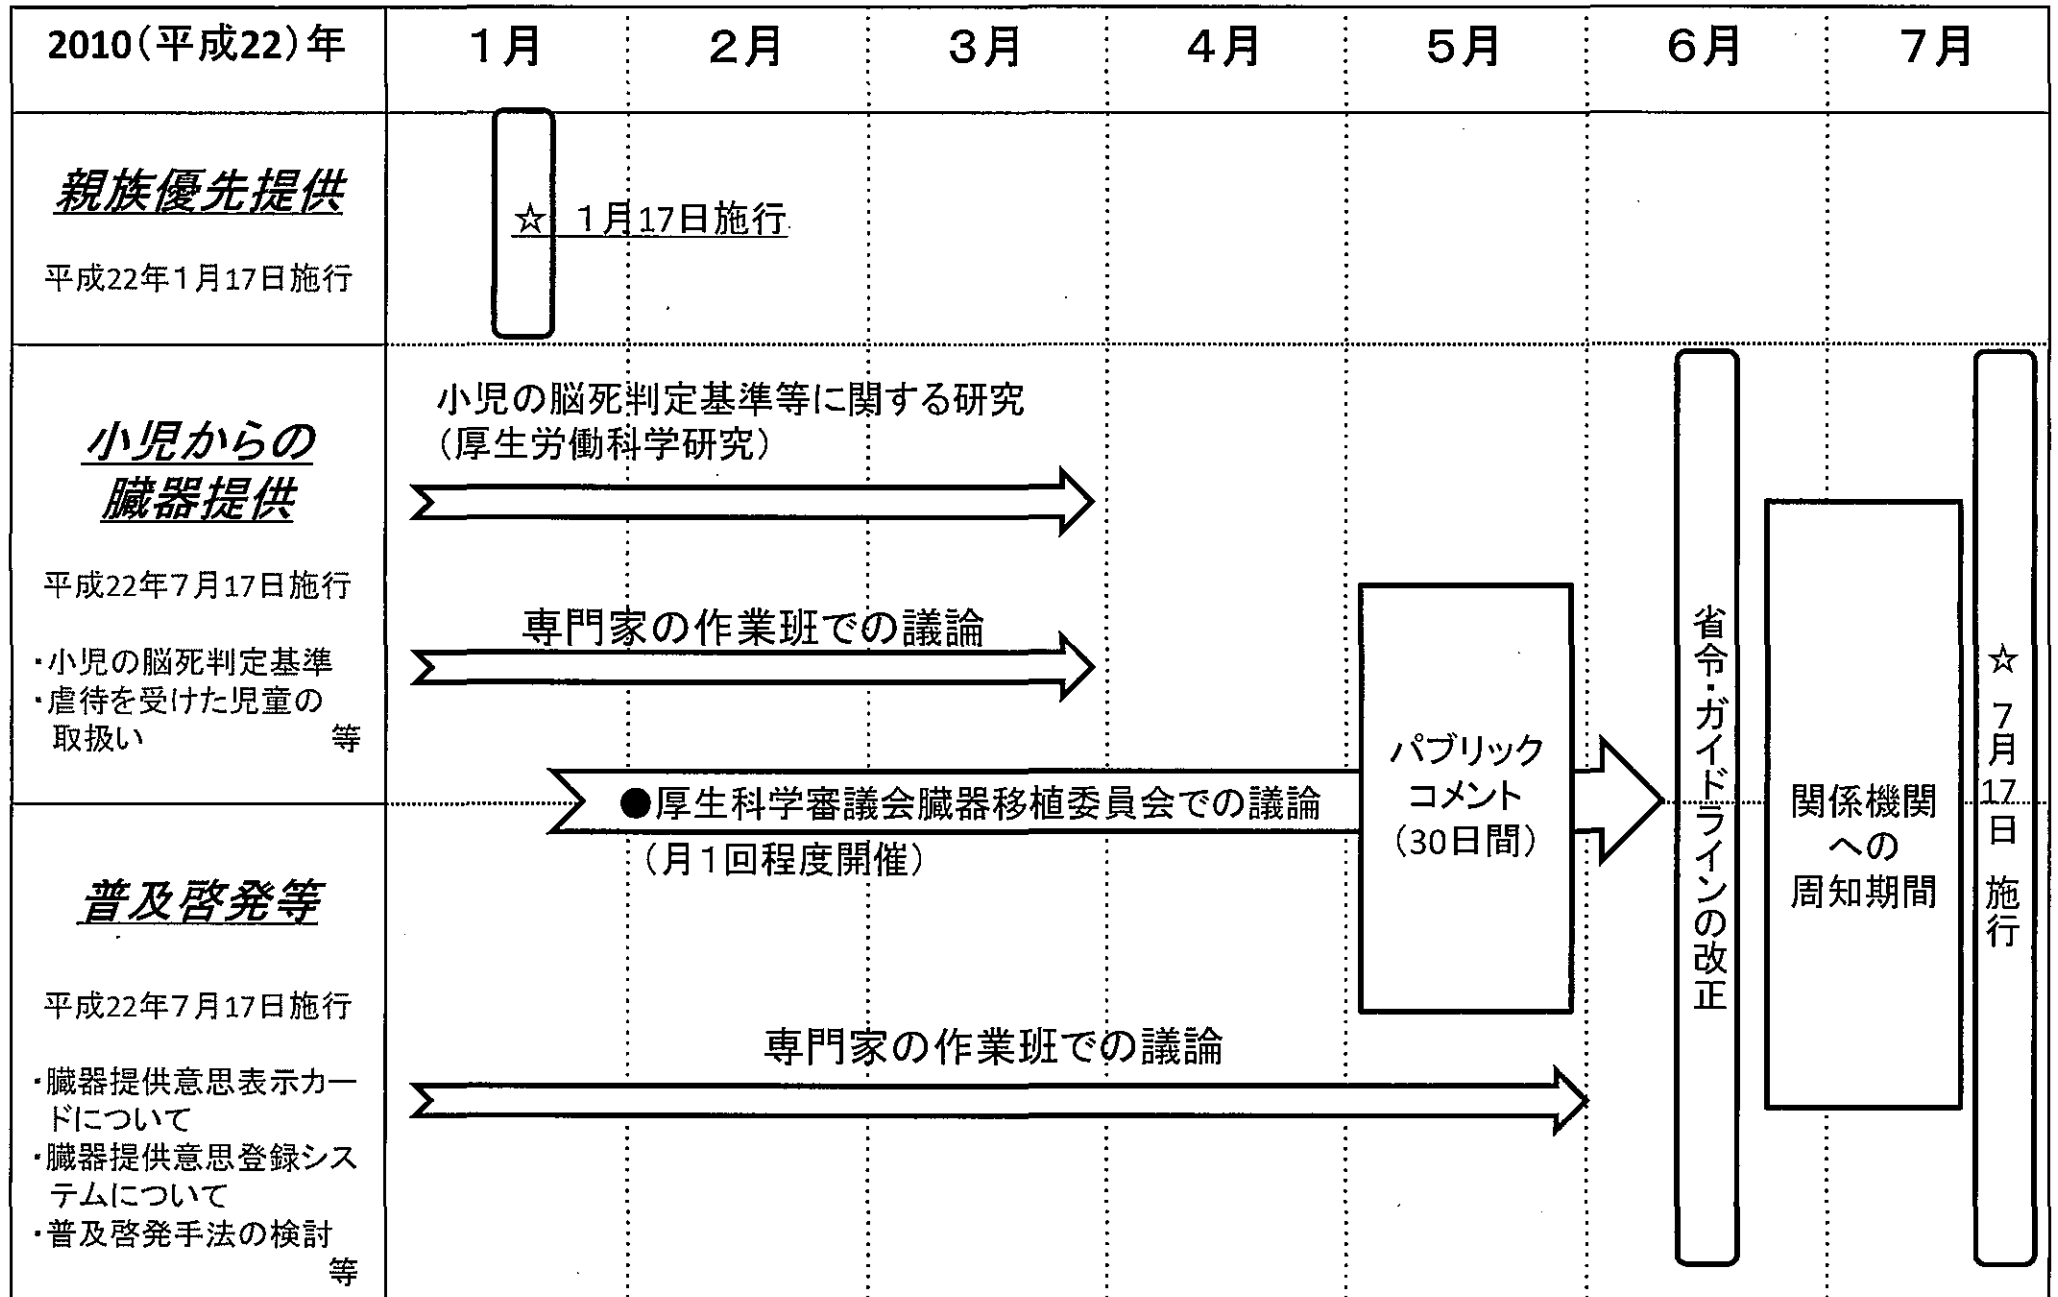 2010(平成22)年
1月
2月
3月
4月
5月
6月
7月
親族優先提供
平成22年1月17日施行
☆ 1月17日施行
小児からの
臓器提供
平成22年7月17日施行
・小児の脳死判定基準
・虐待を受けた児童の
取扱い 等
小児の脳死判定基準等に関する研究
(厚生労働科学研究)
専門家の作業班での議論
●厚生科学審議会臓器移植委員会での議論
(月1回程度開催)
パブリック
コメント
(30日間)
省令・ガイドラインの改正
関係機関
への
周知期間
☆ 7月17日 施行
普及啓発等
平成22年7月17日施行
・臓器提供意思表示カー
ドについて
・臓器提供意思登録シス
テムについて
・普及啓発手法の検討
等
専門家の作業班での議論